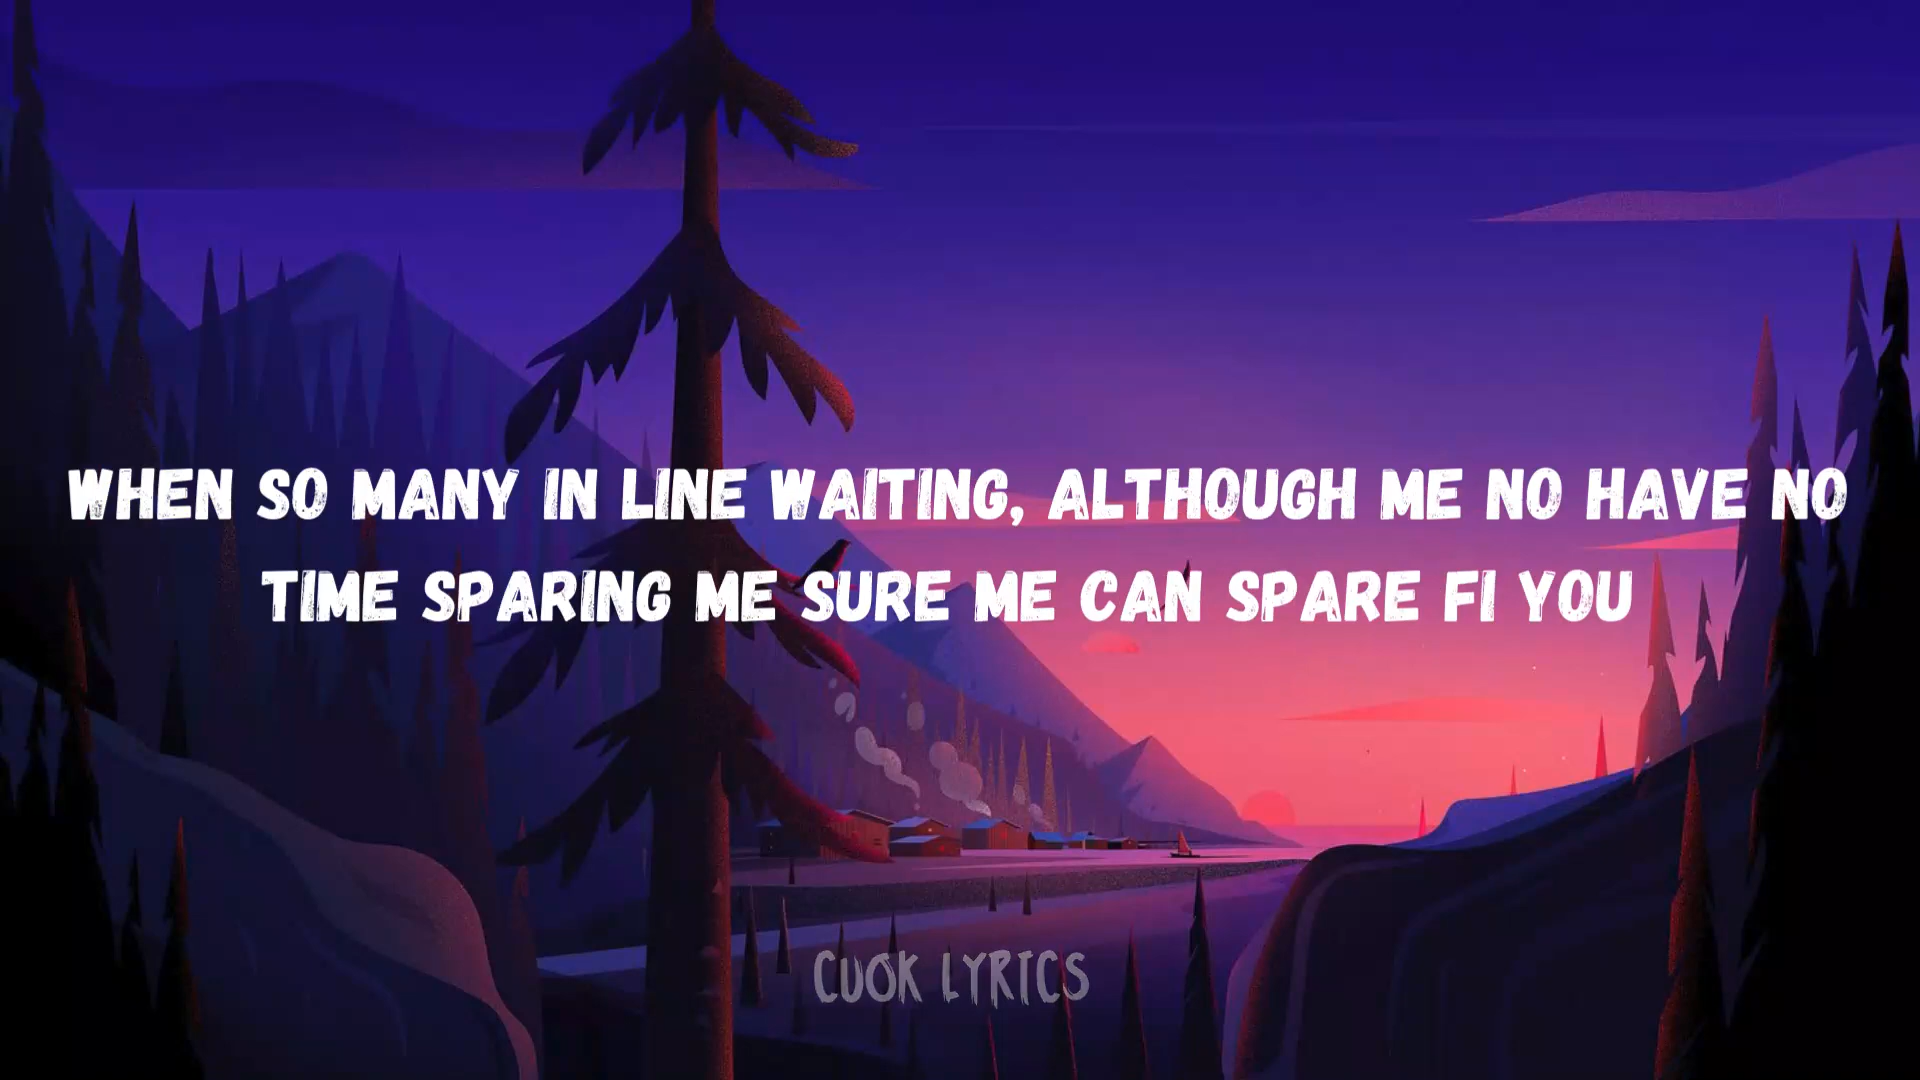 WHEN SO MANY IN LINE WAITING, ALTHOUGH ME NO HAVE NO
TIME SPARING ME SURE ME CAN SPARE FI YOU
CUOK LYRICS